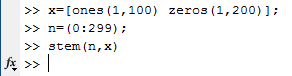 >> x=[ones(1,100) zeros(1,200)];
>> n=(0:299);
>> stem(n,x)
fx >>